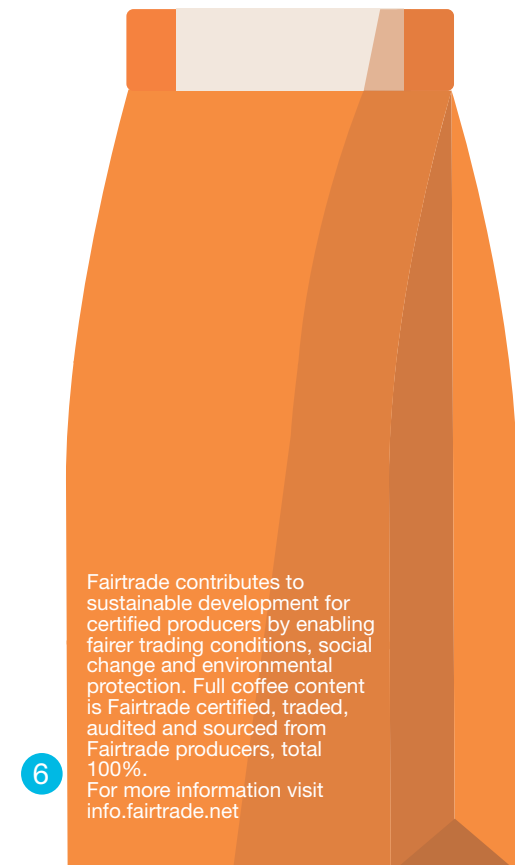 Fairtrade contributes to
sustainable development for
certified producers by enabling
fairer trading conditions, social
change and environmental
protection. Full coffee content
is Fairtrade certified, traded,
audited and sourced from
Fairtrade producers, total
100%.
For more information visit
info.fairtrade.net
6